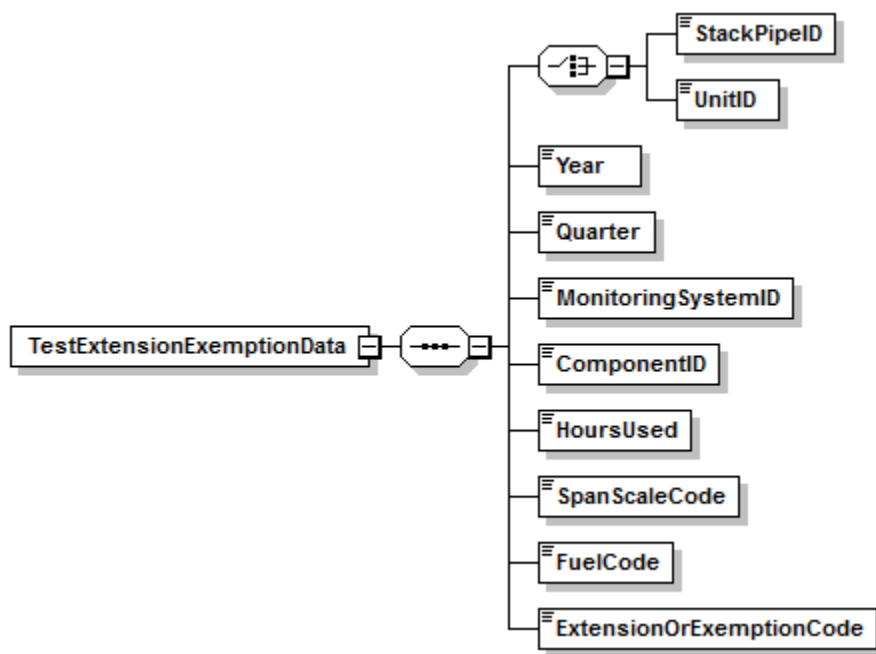 StackPipeID
UnitID
Year
Quarter
MonitoringSystemID
TestExtensionExemptionData
ComponentID
HoursUsed
SpanScaleCode
FuelCode
ExtensionOrExemptionCode